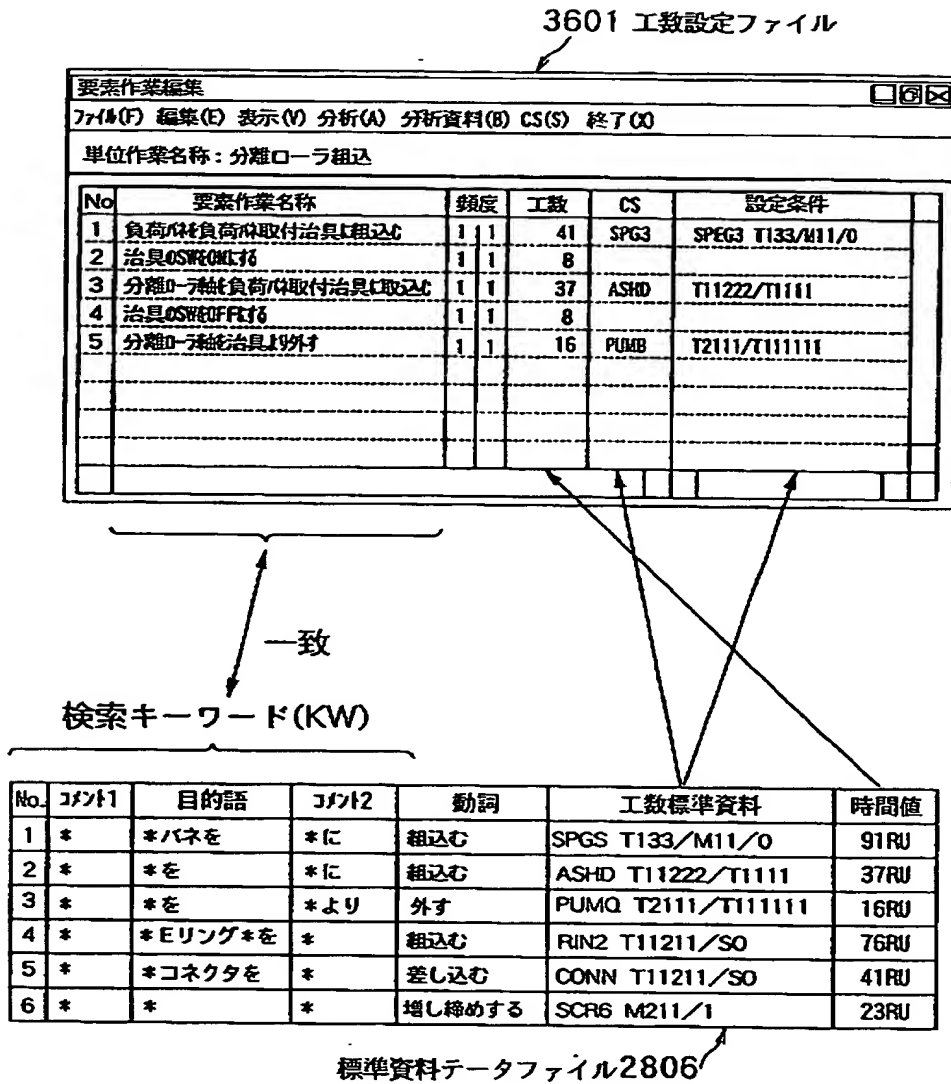 3601 工数設定ファイル
要素作業編集
ファイル(F) 編集(E) 表示(V) 分析(A) 分析資料(B) CS(S) 終了(X)
単位作業名称:分離ローラ組込
No 要素作業名称 頻度 工数 CS 設定条件
1 負荷バネを負荷バネ取付治具に組込む 1 1 41 SPG3 SPEG3 T133/M11/0
2 治具のSWをONにする 1 1 8
3 分離ローラ軸を負荷バネ取付治具に取込む 1 1 37 ASHD T11222/T1111
4 治具のSWをOFFにする 1 1 8
5 分離ローラ軸を治具より外す 1 1 16 PUMB T2111/T111111
一致
検索キーワード(KW)
No. コメント1 目的語 コメント2 動詞 工数標準資料 時間値
1 * *バネを *に 組込む SPGS T133/M11/0 91RU
2 * *を *に 組込む ASHD T11222/T1111 37RU
3 * *を *より 外す PUMQ T2111/T111111 16RU
4 * *Eリング*を * 組込む RIN2 T11211/SO 76RU
5 * *コネクタを * 差し込む CONN T11211/SO 41RU
6 * * * 増し締めする SCR6 M211/1 23RU
標準資料テータファイル2806